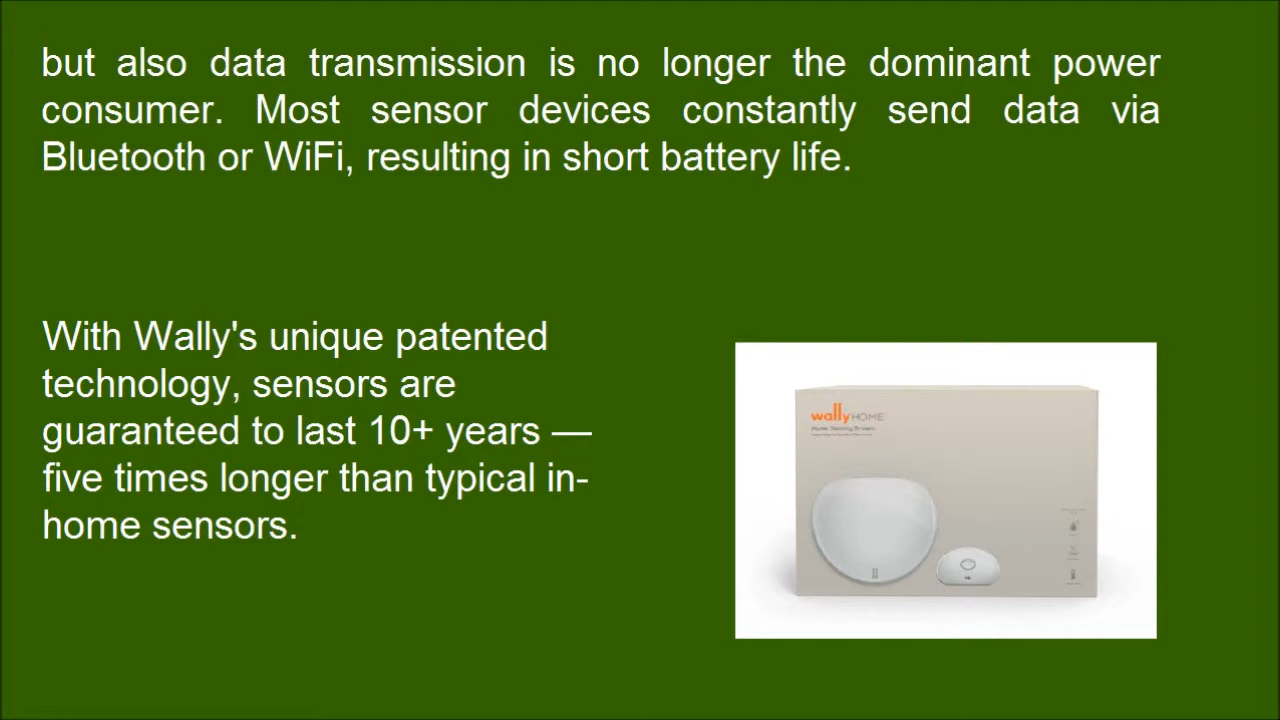 but also data transmission is no longer the dominant power
consumer. Most sensor devices constantly send data via
Bluetooth or WiFi, resulting in short battery life.
With Wally's unique patented
technology, sensors are
guaranteed to last 10+ years —
five times longer than typical in-
home sensors.
wallyHOME